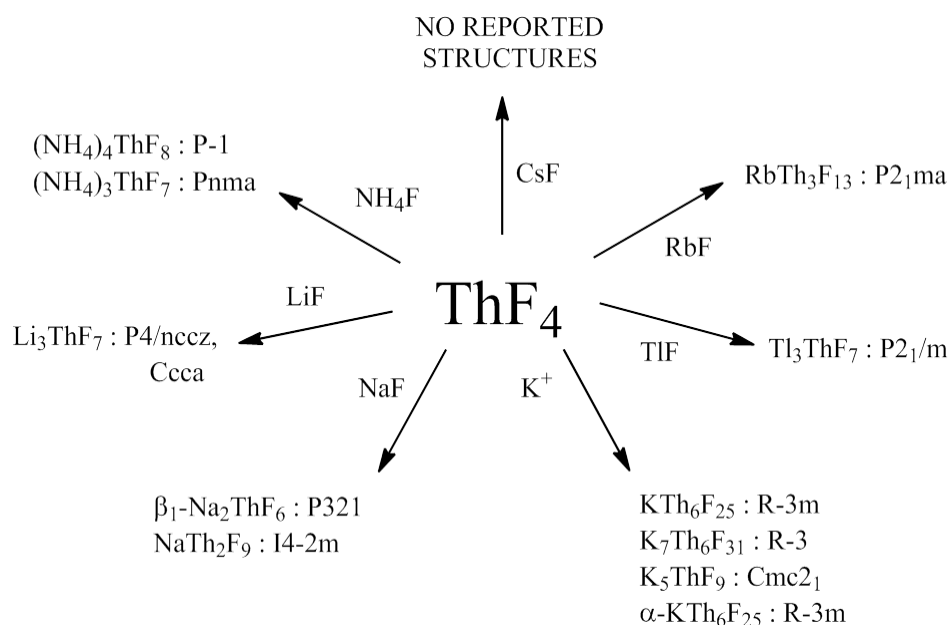 NO REPORTED
STRUCTURES
(NH₄)₄ThF₈ : P-1
(NH₄)₃ThF₇ : Pnma
NH₄F
CsF
RbTh₃F₁₃ : P2₁ma
RbF
LiF
ThF₄
Li₃ThF₇ : P4/nccz,
Ccca
TlF
Tl₃ThF₇ : P2₁/m
NaF
K⁺
β₁-Na₂ThF₆ : P321
NaTh₂F₉ : I4-2m
KTh₆F₂₅ : R-3m
K₇Th₆F₃₁ : R-3
K₅ThF₉ : Cmc2₁
α-KTh₆F₂₅ : R-3m